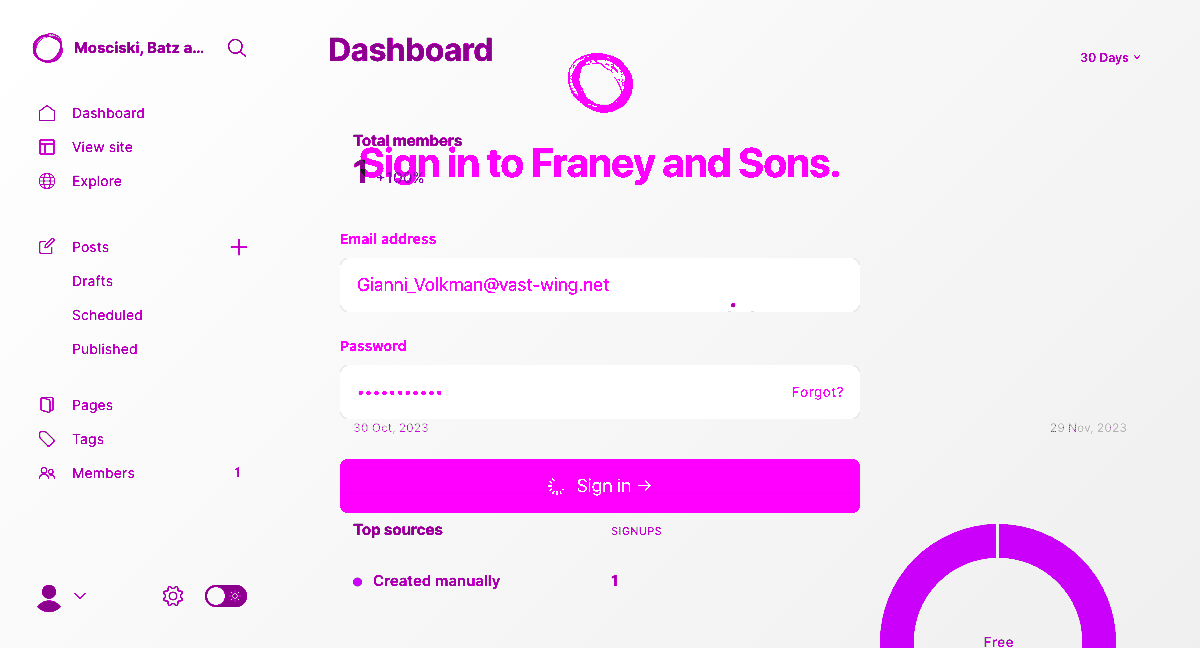 Mosciski, Batz a...
Dashboard
View site
Explore
Posts
Drafts
Scheduled
Published
Pages
Tags
Members 1
Dashboard
30 Days
Total members
1 +100%
Sign in to Franey and Sons.
Email address
Gianni_Volkman@vast-wing.net
Password
Forgot?
30 Oct, 2023
29 Nov, 2023
Sign in →
Top sources SIGNUPS
Created manually 1
Free